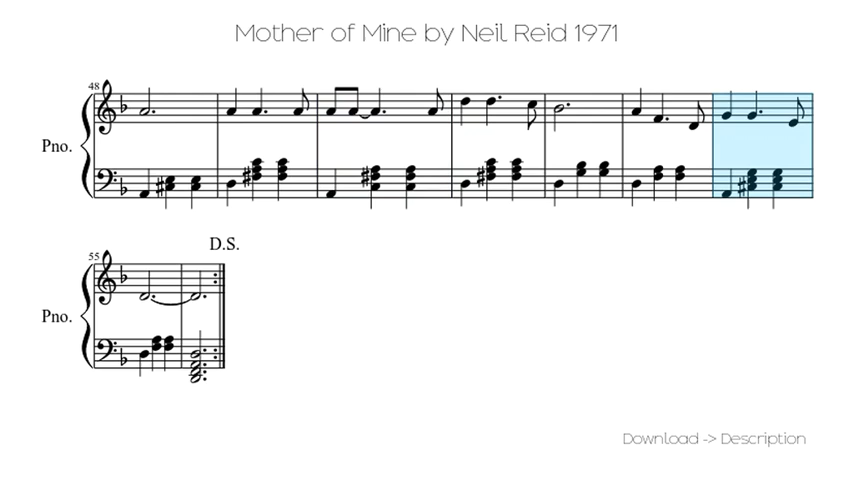 Mother of Mine by Neil Reid 1971
48
Pno.
D.S.
55
Pno.
Download -> Description